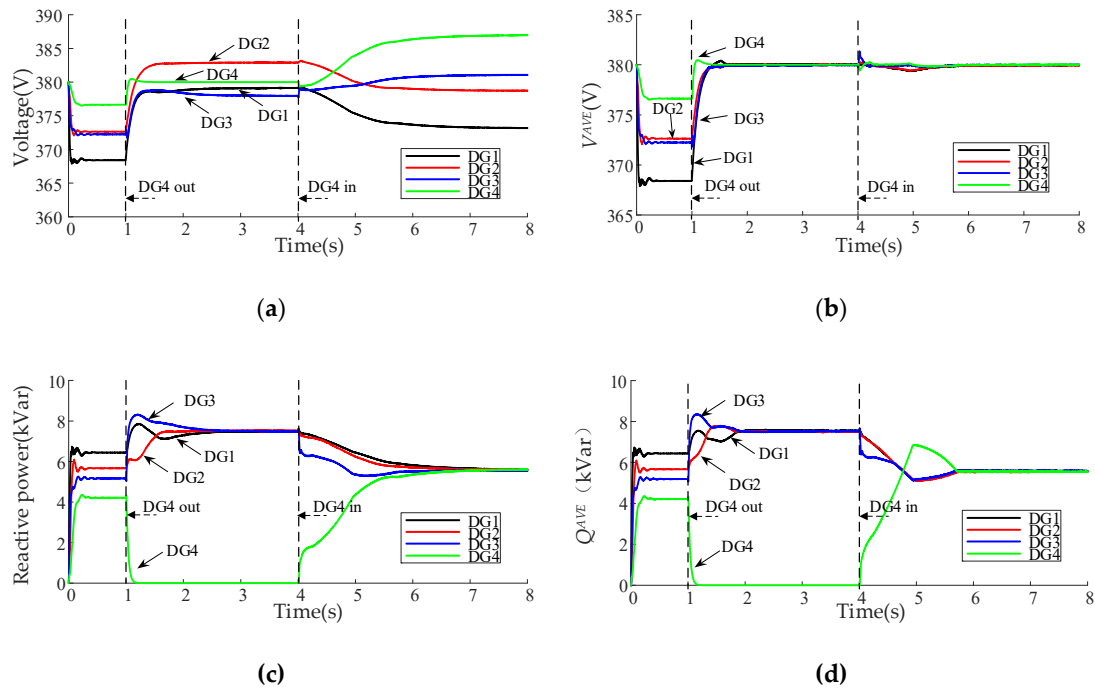 Voltage(V)
390
385
380
375
370
365
360
0 1 2 3 4 5 6 7 8
Time(s)
DG2
DG4
DG1
DG3
DG4 out
DG4 in
DG1
DG2
DG3
DG4
(a)
V^AVE(V)
385
380
375
370
365
0 1 2 3 4 5 6 7 8
Time(s)
DG4
DG2
DG3
DG1
DG4 out
DG4 in
DG1
DG2
DG3
DG4
(b)
Reactive power(kVar)
10
8
6
4
2
0
0 1 2 3 4 5 6 7 8
Time(s)
DG3
DG1
DG2
DG4 out
DG4 in
DG4
DG1
DG2
DG3
DG4
(c)
Q^AVE（kVar）
10
8
6
4
2
0
0 1 2 3 4 5 6 7 8
Time(s)
DG3
DG1
DG2
DG4 out
DG4 in
DG4
DG1
DG2
DG3
DG4
(d)